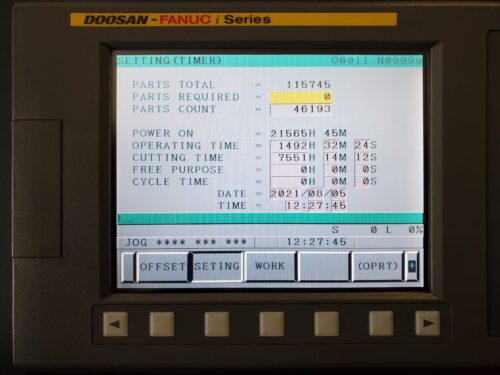 DOOSAN-FANUC i Series
SETTING(TIMER) O0011 N09999
PARTS TOTAL = 115745
PARTS REQUIRED = 0
PARTS COUNT = 46193
POWER ON = 21565H 45M
OPERATING TIME = 1492H 32M 24S
CUTTING TIME = 7551H 14M 12S
FREE PURPOSE = 0H 0M 0S
CYCLE TIME = 0H 0M 0S
DATE = 2021/08/05
TIME = 12:27:45
S 0 L 0%
JOG **** *** *** 12:27:45
OFFSET SETING WORK (OPRT) +